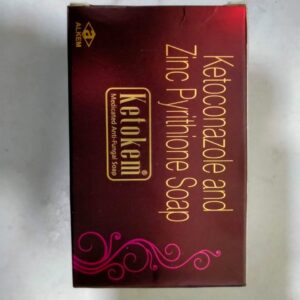 Ketoconazole and
Zinc Pyrithione Soap
Ketokem®
Medicated Anti-Fungal Soap
ALKEM